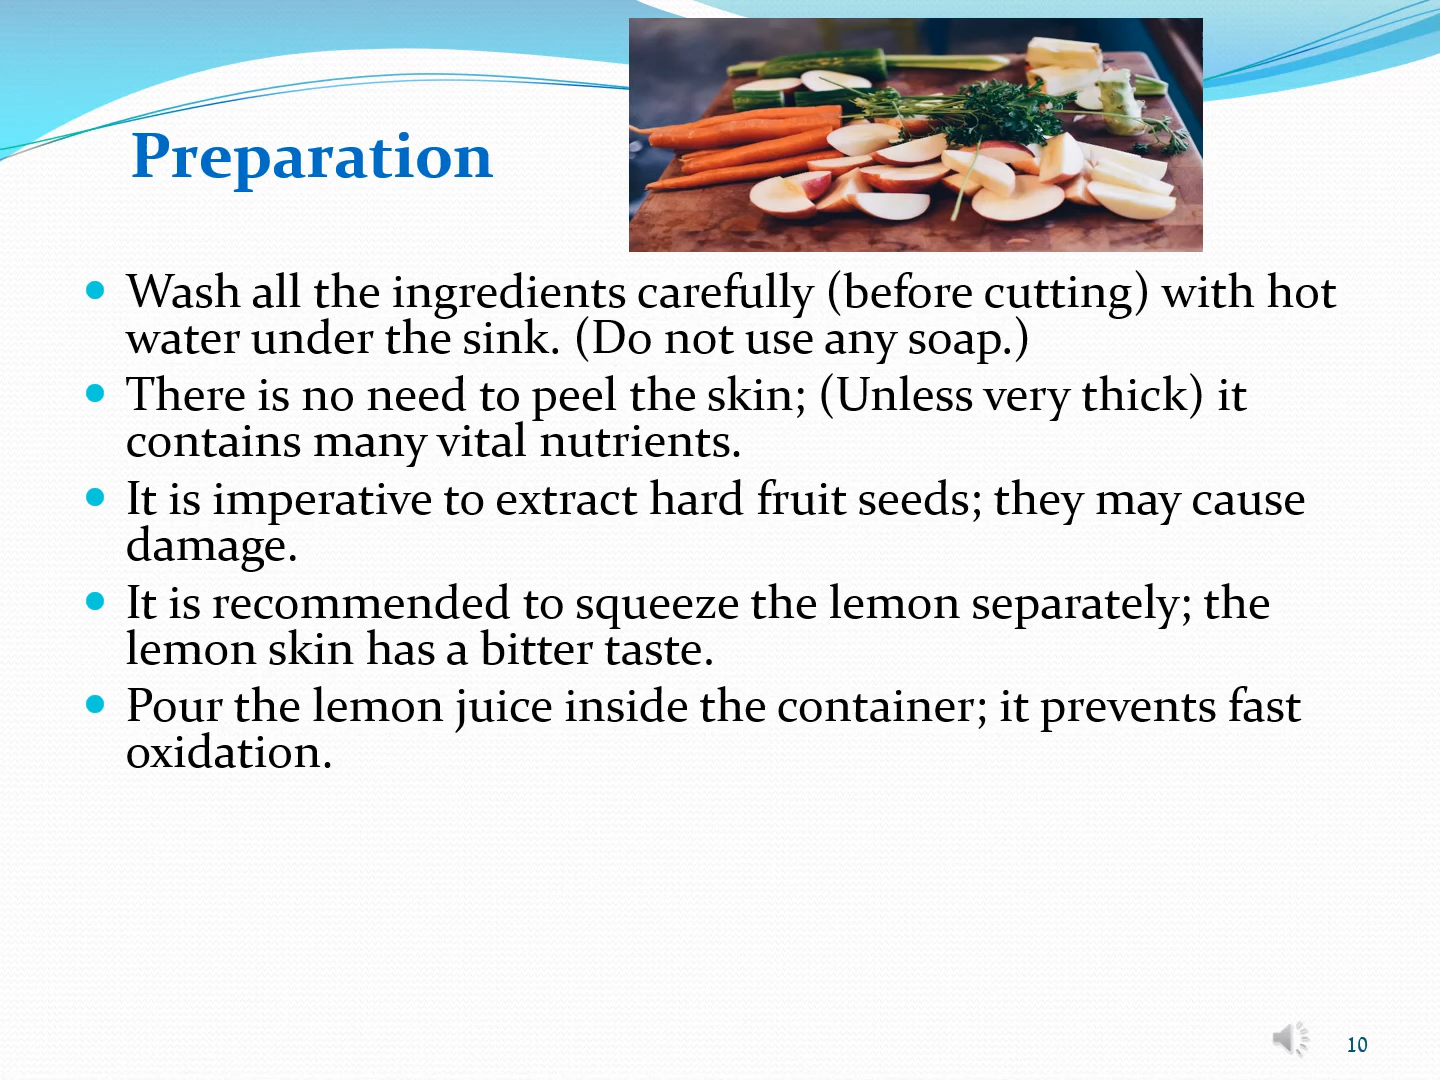 Preparation
Wash all the ingredients carefully (before cutting) with hot
water under the sink. (Do not use any soap.)
There is no need to peel the skin; (Unless very thick) it
contains many vital nutrients.
It is imperative to extract hard fruit seeds; they may cause
damage.
It is recommended to squeeze the lemon separately; the
lemon skin has a bitter taste.
Pour the lemon juice inside the container; it prevents fast
oxidation.
10